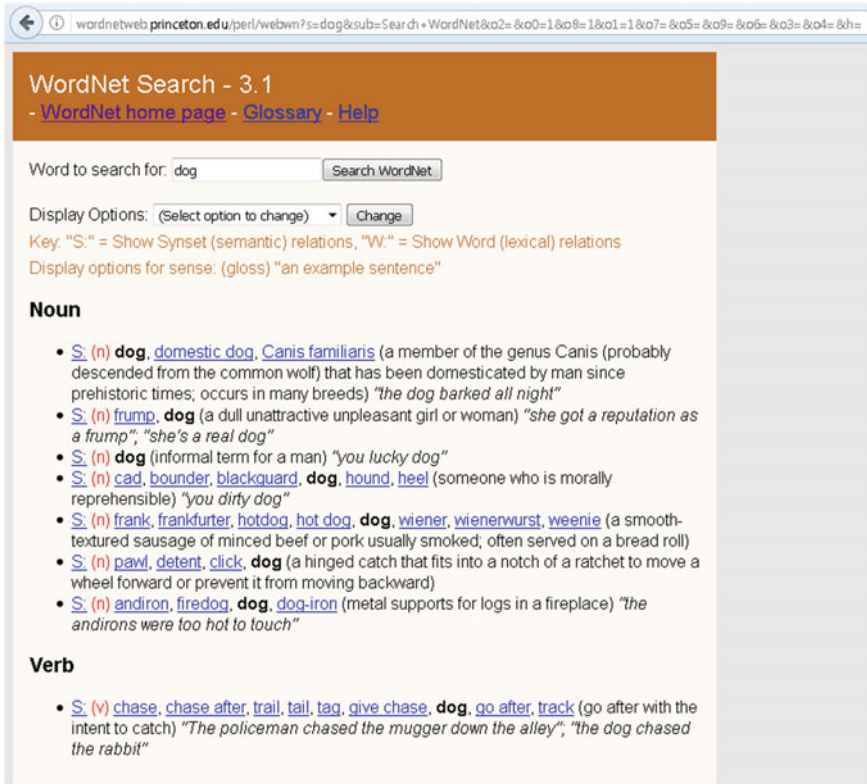 wordnetweb.princeton.edu/perl/webwn?s=dog&sub=Search+WordNet&o2=&o0=1&o8=1&o1=1&o7=&o5=&o9=&o6=&o3=&o4=&h=
WordNet Search - 3.1
- WordNet home page - Glossary - Help
Word to search for: dog Search WordNet
Display Options: (Select option to change) Change
Key: "S:" = Show Synset (semantic) relations, "W:" = Show Word (lexical) relations
Display options for sense: (gloss) "an example sentence"
Noun
• S: (n) dog, domestic dog, Canis familiaris (a member of the genus Canis (probably
descended from the common wolf) that has been domesticated by man since
prehistoric times; occurs in many breeds) "the dog barked all night"
• S: (n) frump, dog (a dull unattractive unpleasant girl or woman) "she got a reputation as
a frump"; "she's a real dog"
• S: (n) dog (informal term for a man) "you lucky dog"
• S: (n) cad, bounder, blackguard, dog, hound, heel (someone who is morally
reprehensible) "you dirty dog"
• S: (n) frank, frankfurter, hotdog, hot dog, dog, wiener, wienerwurst, weenie (a smooth-
textured sausage of minced beef or pork usually smoked; often served on a bread roll)
• S: (n) pawl, detent, click, dog (a hinged catch that fits into a notch of a ratchet to move a
wheel forward or prevent it from moving backward)
• S: (n) andiron, firedog, dog, dog-iron (metal supports for logs in a fireplace) "the
andirons were too hot to touch"
Verb
• S: (v) chase, chase after, trail, tail, tag, give chase, dog, go after, track (go after with the
intent to catch) "The policeman chased the mugger down the alley"; "the dog chased
the rabbit"